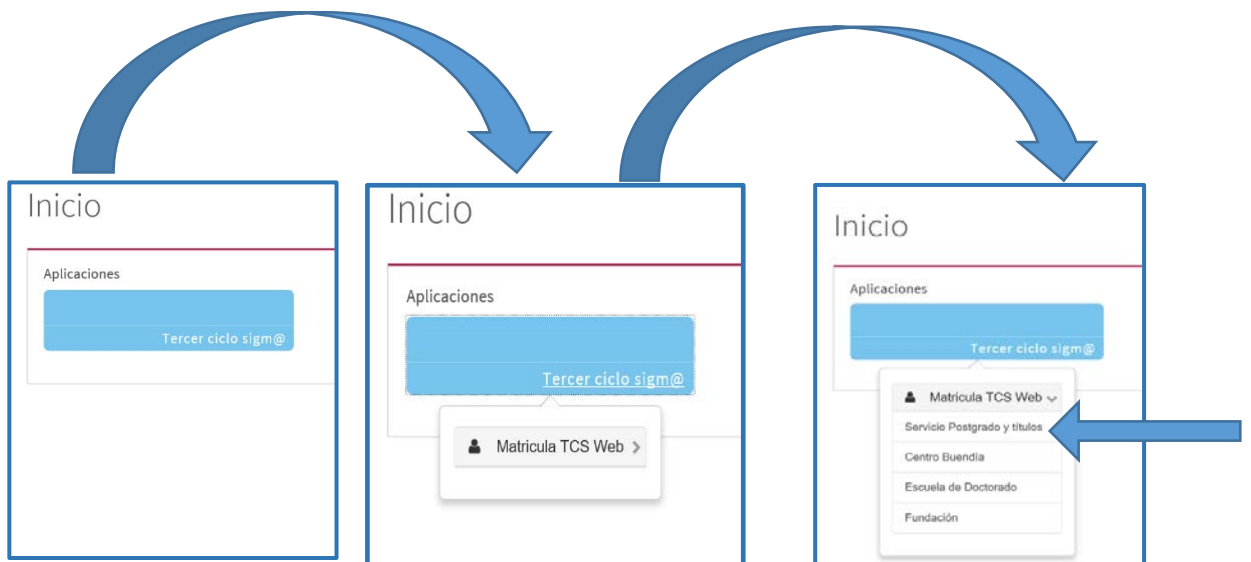 Inicio
Aplicaciones
Tercer ciclo sigm@
Inicio
Aplicaciones
Tercer ciclo sigm@
Matricula TCS Web
Inicio
Aplicaciones
Tercer ciclo sigm@
Matricula TCS Web
Servicio Postgrado y títulos
Centro Buendía
Escuela de Doctorado
Fundación